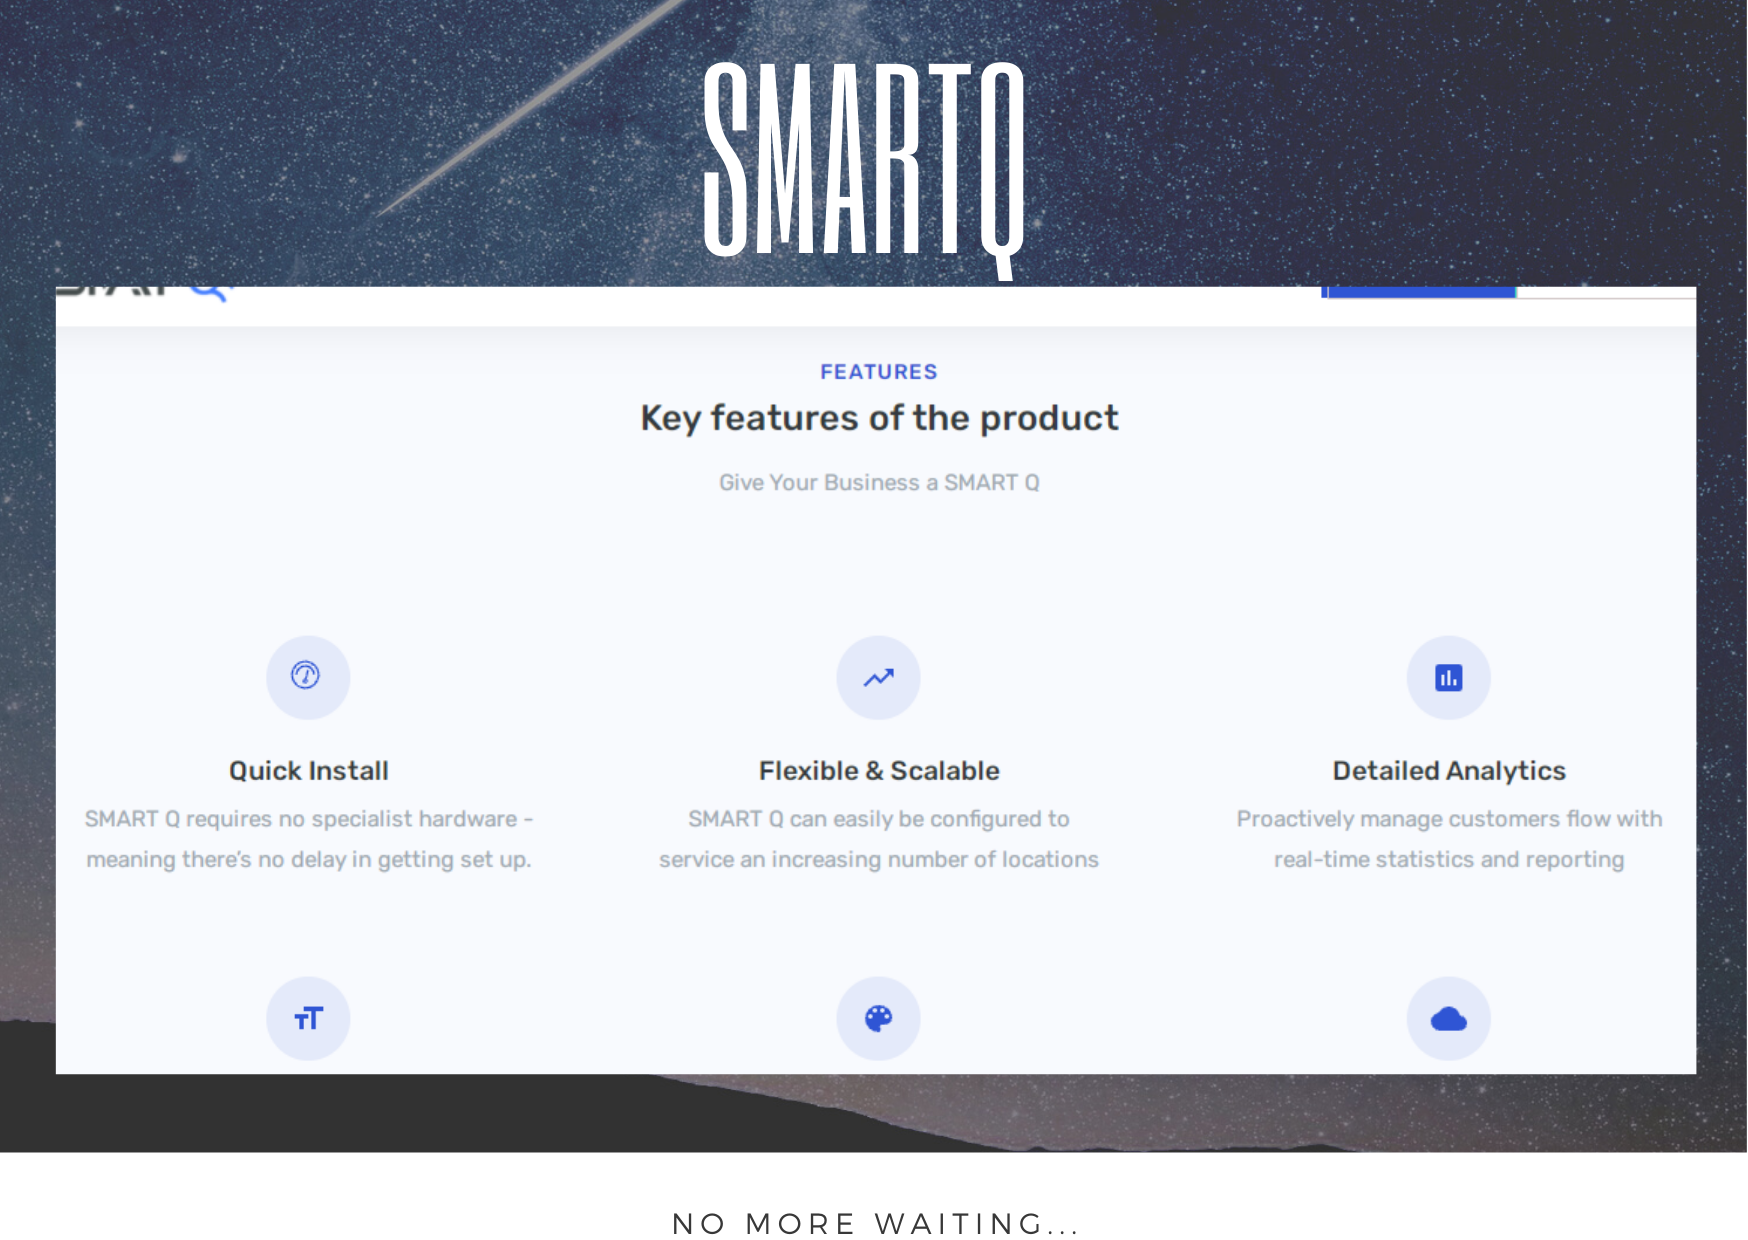 SMARTQ
FEATURES
Key features of the product
Give Your Business a SMART Q
Quick Install
SMART Q requires no specialist hardware -
meaning there's no delay in getting set up.
Flexible & Scalable
SMART Q can easily be configured to
service an increasing number of locations
Detailed Analytics
Proactively manage customers flow with
real-time statistics and reporting
NO MORE WAITING...